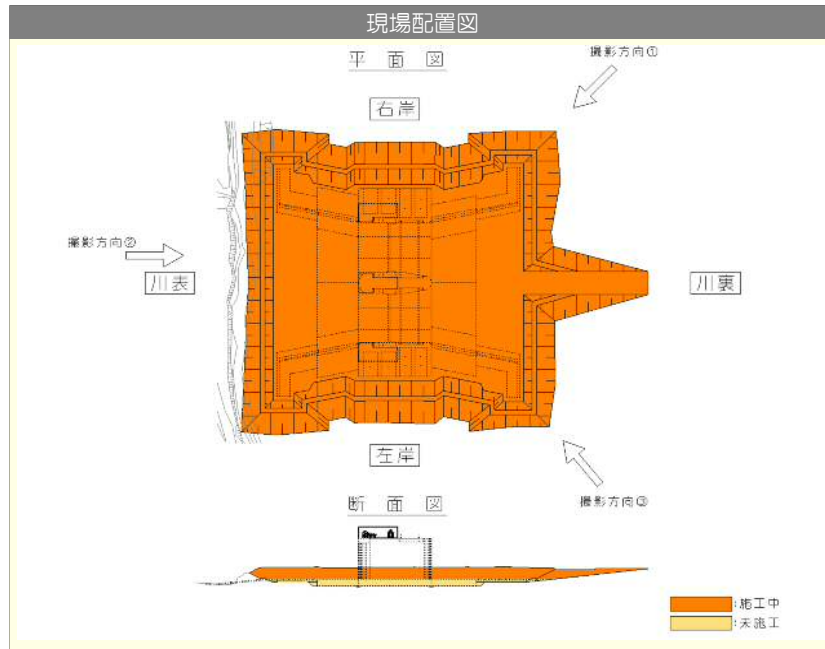 現場配置図
平面図
撮影方向①
右岸
撮影方向②
川表
川裏
左岸
撮影方向③
断面図
:施工中
:未施工